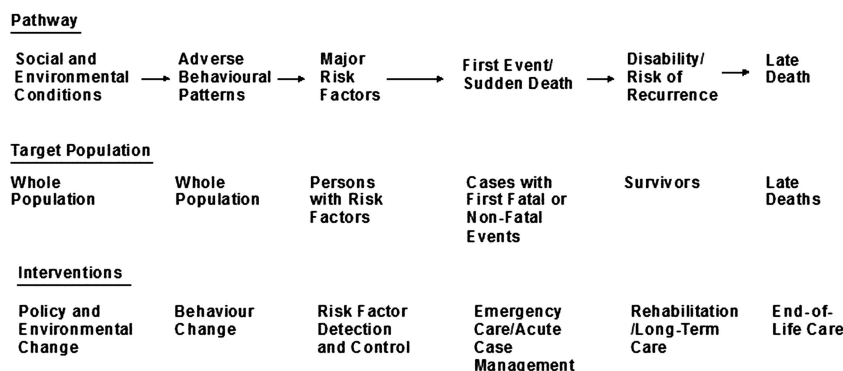 Pathway
Social and
Environmental
Conditions
Adverse
Behavioural
Patterns
Major
Risk
Factors
First Event/
Sudden Death
Disability/
Risk of
Recurrence
Late
Death
Target Population
Whole
Population
Whole
Population
Persons
with Risk
Factors
Cases with
First Fatal or
Non-Fatal
Events
Survivors
Late
Deaths
Interventions
Policy and
Environmental
Change
Behaviour
Change
Risk Factor
Detection
and Control
Emergency
Care/Acute
Case
Management
Rehabilitation
/Long-Term
Care
End-of-
Life Care